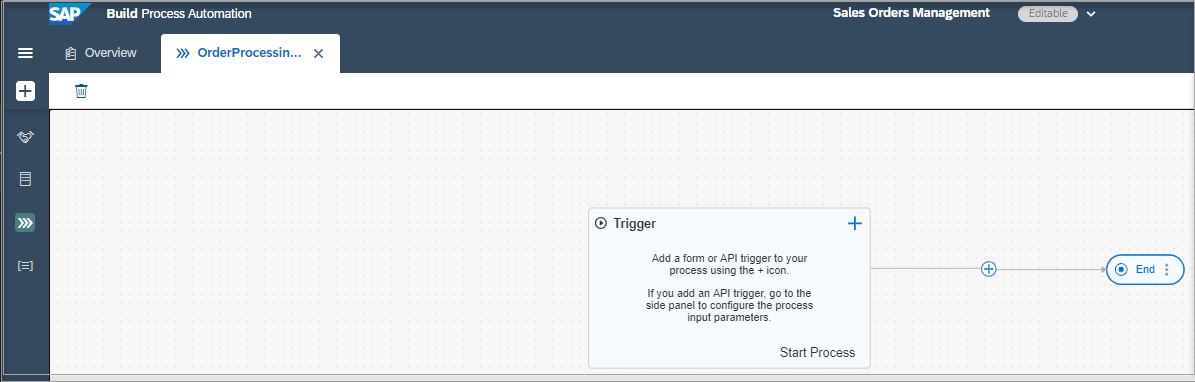 SAP Build Process Automation
Sales Orders Management Editable
Overview OrderProcessin...
Trigger
Add a form or API trigger to your
process using the + icon.
If you add an API trigger, go to the
side panel to configure the process
input parameters.
Start Process
End